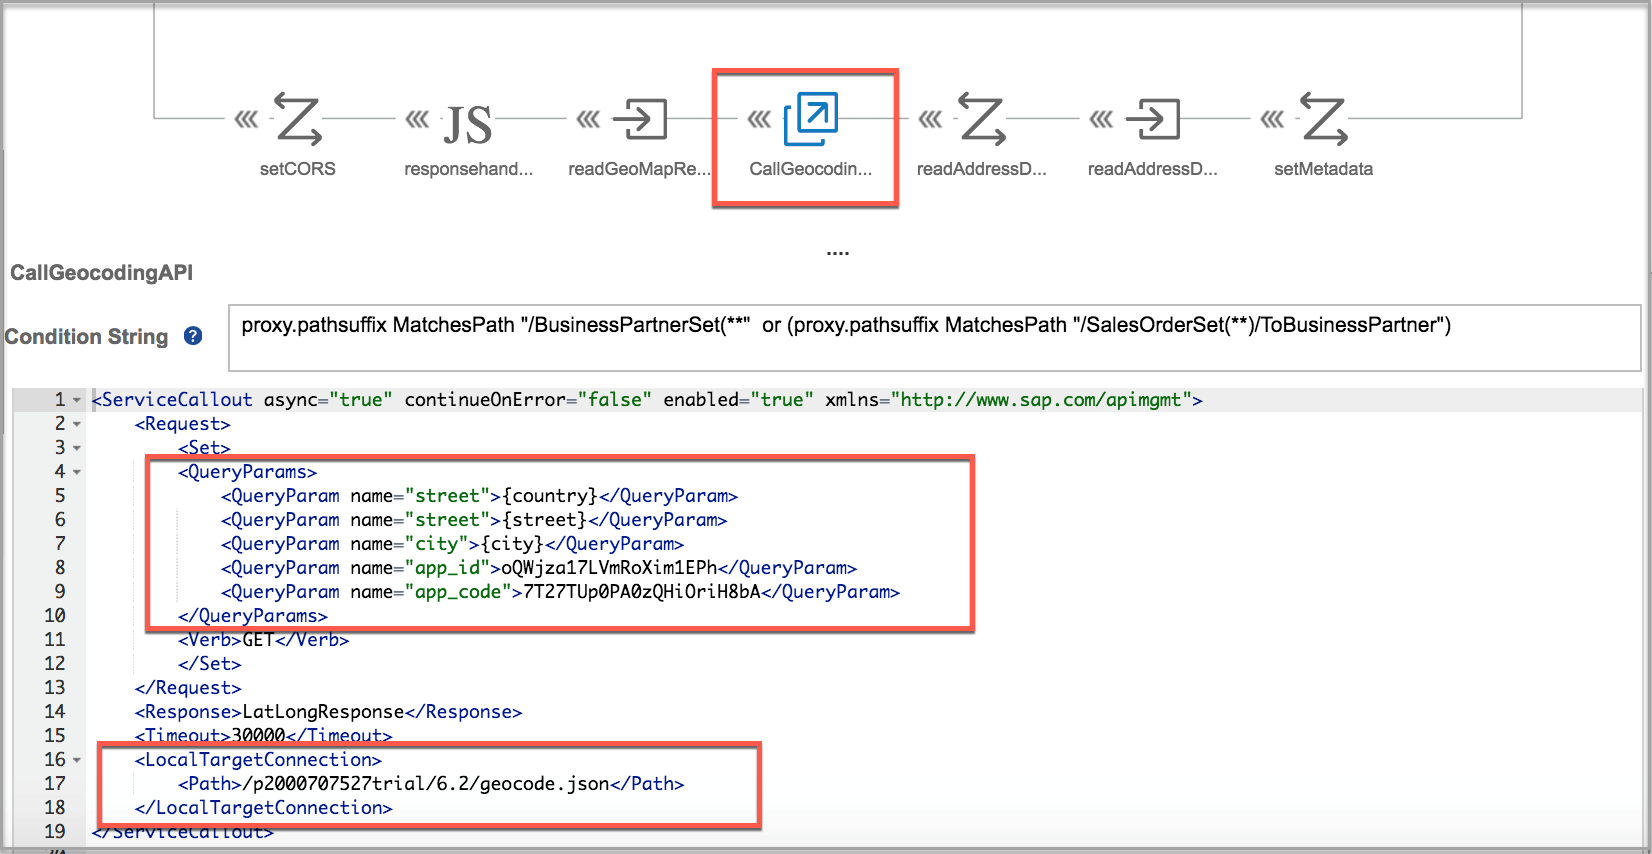 JS
setCORS
responsehand...
readGeoMapRe...
CallGeocodin...
readAddressD...
readAddressD...
setMetadata
....
CallGeocodingAPI
Condition String ?
proxy.pathsuffix MatchesPath "/BusinessPartnerSet(**"  or (proxy.pathsuffix MatchesPath "/SalesOrderSet(**)/ToBusinessPartner")
1 <ServiceCallout async="true" continueOnError="false" enabled="true" xmlns="http://www.sap.com/apimgmt">
2 <Request>
3 <Set>
4 <QueryParams>
5 <QueryParam name="street">{country}</QueryParam>
6 <QueryParam name="street">{street}</QueryParam>
7 <QueryParam name="city">{city}</QueryParam>
8 <QueryParam name="app_id">oQWjza17LVmRoXim1EPh</QueryParam>
9 <QueryParam name="app_code">7T27TUp0PA0zQHiOriH8bA</QueryParam>
10 </QueryParams>
11 <Verb>GET</Verb>
12 </Set>
13 </Request>
14 <Response>LatLongResponse</Response>
15 <Timeout>30000</Timeout>
16 <LocalTargetConnection>
17 <Path>/p2000707527trial/6.2/geocode.json</Path>
18 </LocalTargetConnection>
19 </ServiceCallout>